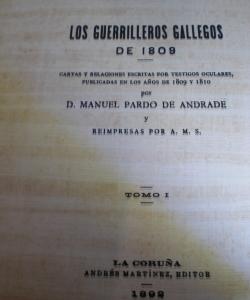 LOS GUERRILLEROS GALLEGOS
DE 1809
CARTAS Y RELACIONES ESCRITAS POR TESTIGOS OCULARES,
PUBLICADAS EN LOS AÑOS DE 1809 Y 1810
por
D. MANUEL PARDO DE ANDRADE
y
REIMPRESAS POR A. M. S.
TOMO I
LA CORUÑA
ANDRÉS MARTÍNEZ, EDITOR
1892